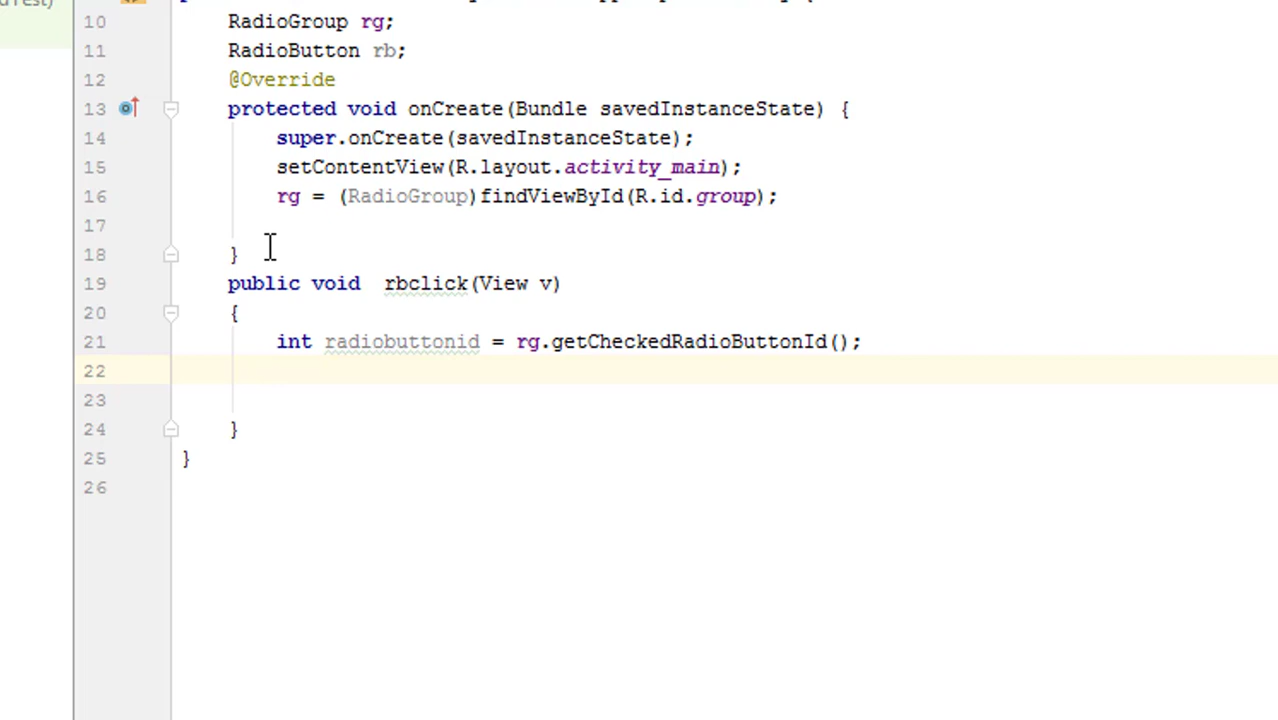 10 RadioGroup rg;
11 RadioButton rb;
12 @Override
13 protected void onCreate(Bundle savedInstanceState) {
14 super.onCreate(savedInstanceState);
15 setContentView(R.layout.activity_main);
16 rg = (RadioGroup)findViewById(R.id.group);
17
18 }
19 public void  rbclick(View v)
20 {
21 int radiobuttonid = rg.getCheckedRadioButtonId();
22
23
24 }
25 }
26